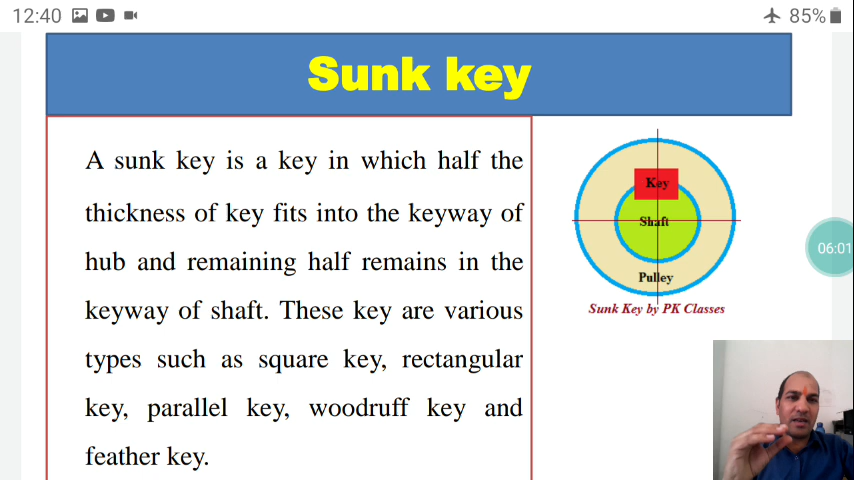 12:40
85%
Sunk key
A sunk key is a key in which half the
thickness of key fits into the keyway of
hub and remaining half remains in the
keyway of shaft. These key are various
types such as square key, rectangular
key, parallel key, woodruff key and
feather key.
Key
Shaft
Pulley
Sunk Key by PK Classes
06:01